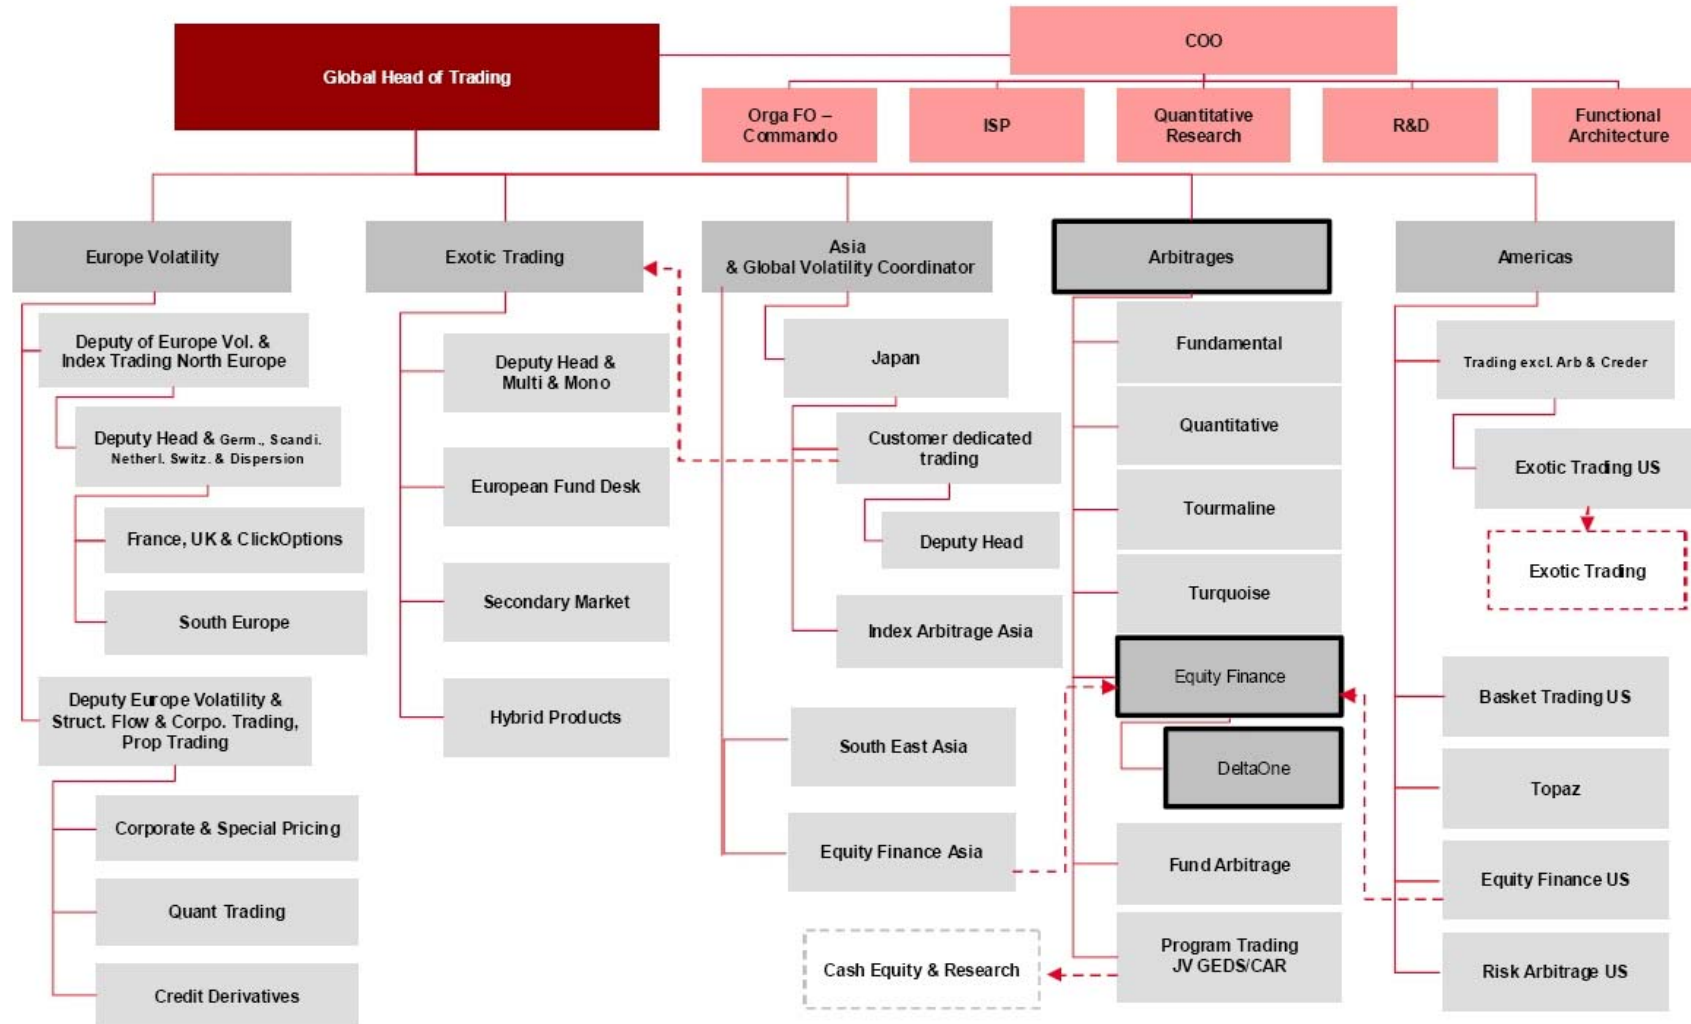 Global Head of Trading
COO
Orga FO –
Commando
ISP
Quantitative
Research
R&D
Functional
Architecture
Europe Volatility
Deputy of Europe Vol. &
Index Trading North Europe
Deputy Head & Germ., Scandi.
Netherl. Switz. & Dispersion
France, UK & ClickOptions
South Europe
Deputy Europe Volatility &
Struct. Flow & Corpo. Trading,
Prop Trading
Corporate & Special Pricing
Quant Trading
Credit Derivatives
Exotic Trading
Deputy Head &
Multi & Mono
European Fund Desk
Secondary Market
Hybrid Products
Asia
& Global Volatility Coordinator
Japan
Customer dedicated
trading
Deputy Head
Index Arbitrage Asia
South East Asia
Equity Finance Asia
Cash Equity & Research
Arbitrages
Fundamental
Quantitative
Tourmaline
Turquoise
Equity Finance
DeltaOne
Fund Arbitrage
Program Trading
JV GEDS/CAR
Americas
Trading excl. Arb & Creder
Exotic Trading US
Exotic Trading
Basket Trading US
Topaz
Equity Finance US
Risk Arbitrage US